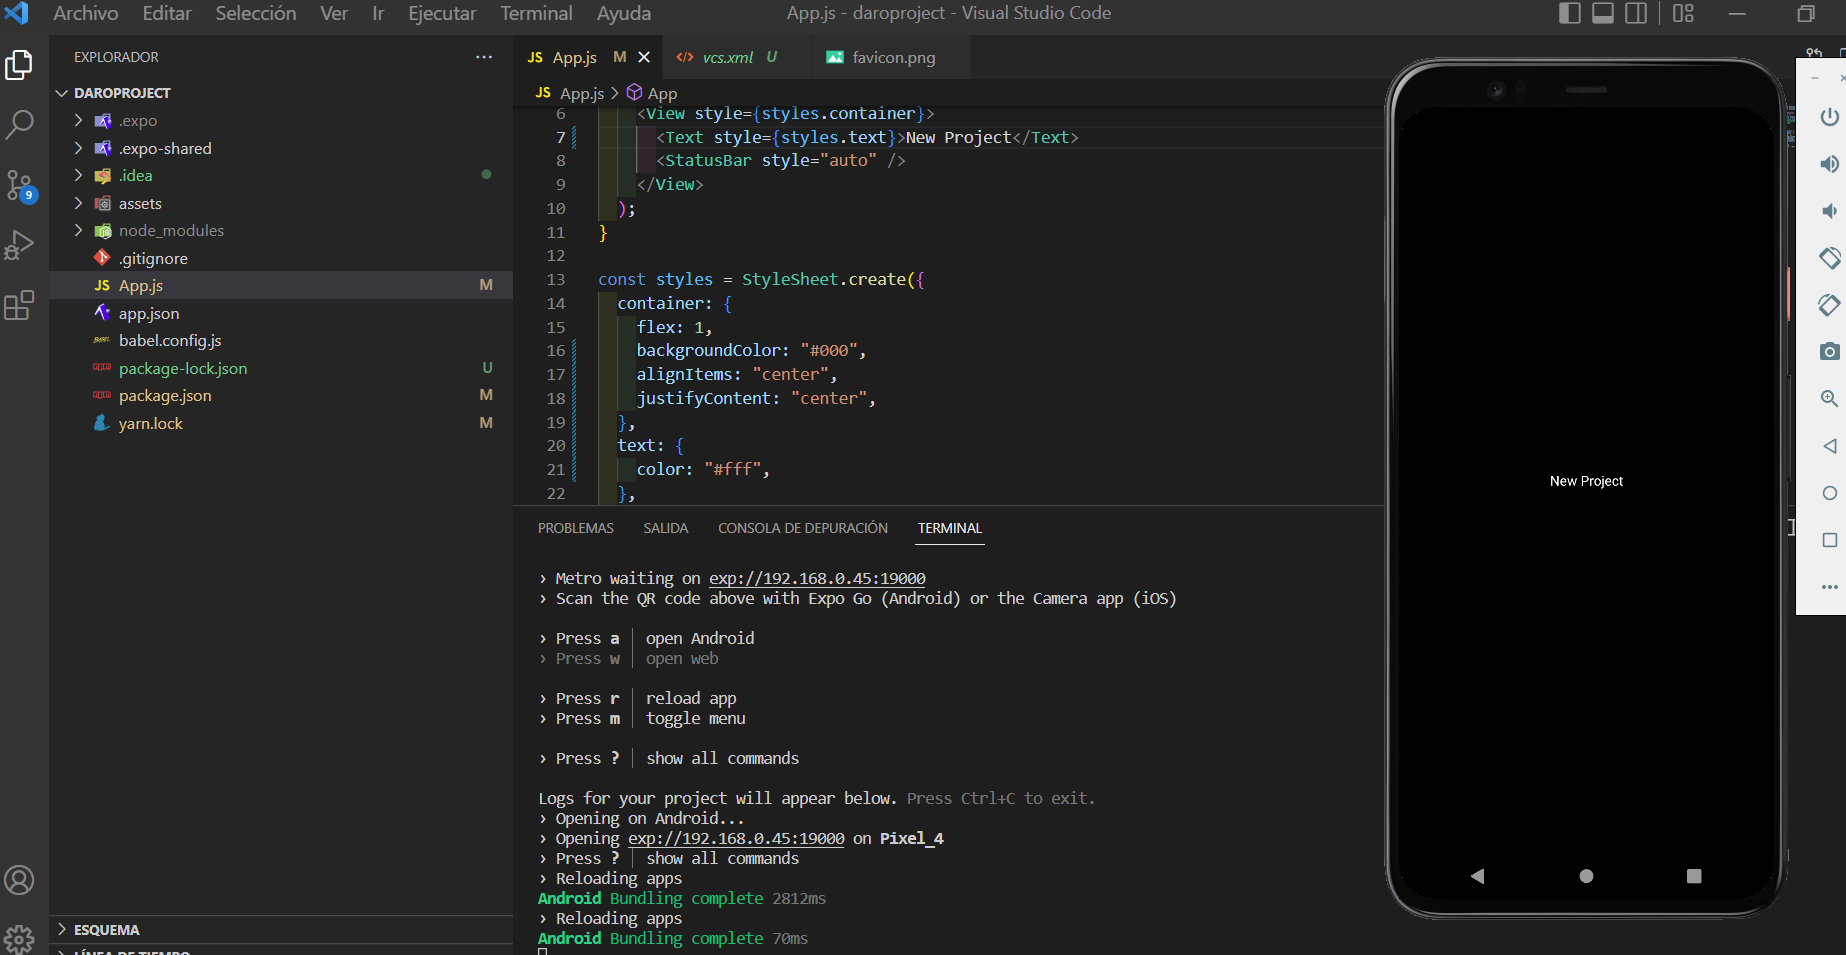 Archivo Editar Selección Ver Ir Ejecutar Terminal Ayuda
App.js - daroproject - Visual Studio Code
EXPLORADOR
DAROPROJECT
.expo
.expo-shared
.idea
assets
node_modules
.gitignore
JS App.js M
app.json
BABEL babel.config.js
package-lock.json U
package.json M
yarn.lock M
ESQUEMA
LÍNEA DE TIEMPO
9
JS App.js M
vcs.xml U
favicon.png
JS App.js > App
6 <View style={styles.container}>
7 <Text style={styles.text}>New Project</Text>
8 <StatusBar style="auto" />
9 </View>
10 );
11 }
12
13 const styles = StyleSheet.create({
14 container: {
15 flex: 1,
16 backgroundColor: "#000",
17 alignItems: "center",
18 justifyContent: "center",
19 },
20 text: {
21 color: "#fff",
22 },
PROBLEMAS SALIDA CONSOLA DE DEPURACIÓN TERMINAL
› Metro waiting on exp://192.168.0.45:19000
› Scan the QR code above with Expo Go (Android) or the Camera app (iOS)
› Press a │ open Android
› Press w │ open web
› Press r │ reload app
› Press m │ toggle menu
› Press ? │ show all commands
Logs for your project will appear below. Press Ctrl+C to exit.
› Opening on Android...
› Opening exp://192.168.0.45:19000 on Pixel_4
› Press ? │ show all commands
› Reloading apps
Android Bundling complete 2812ms
› Reloading apps
Android Bundling complete 70ms
New Project